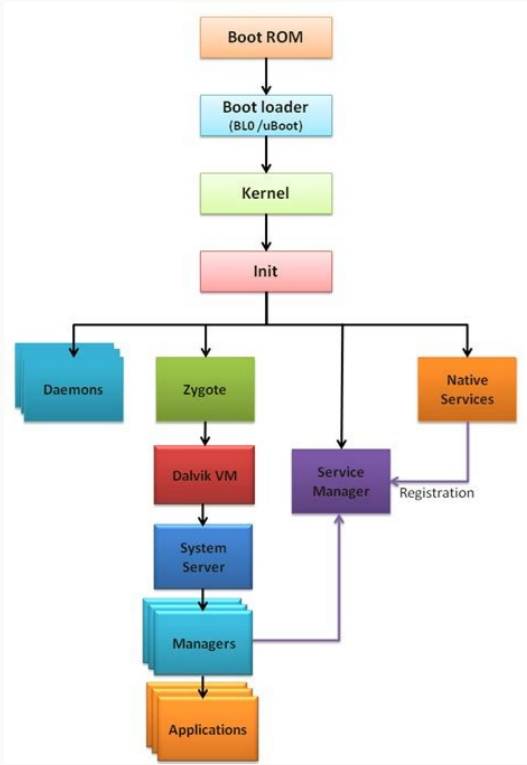 Boot ROM
Boot loader
(BL0 /uBoot)
Kernel
Init
Daemons
Zygote
Native
Services
Dalvik VM
Service
Manager
Registration
System
Server
Managers
Applications